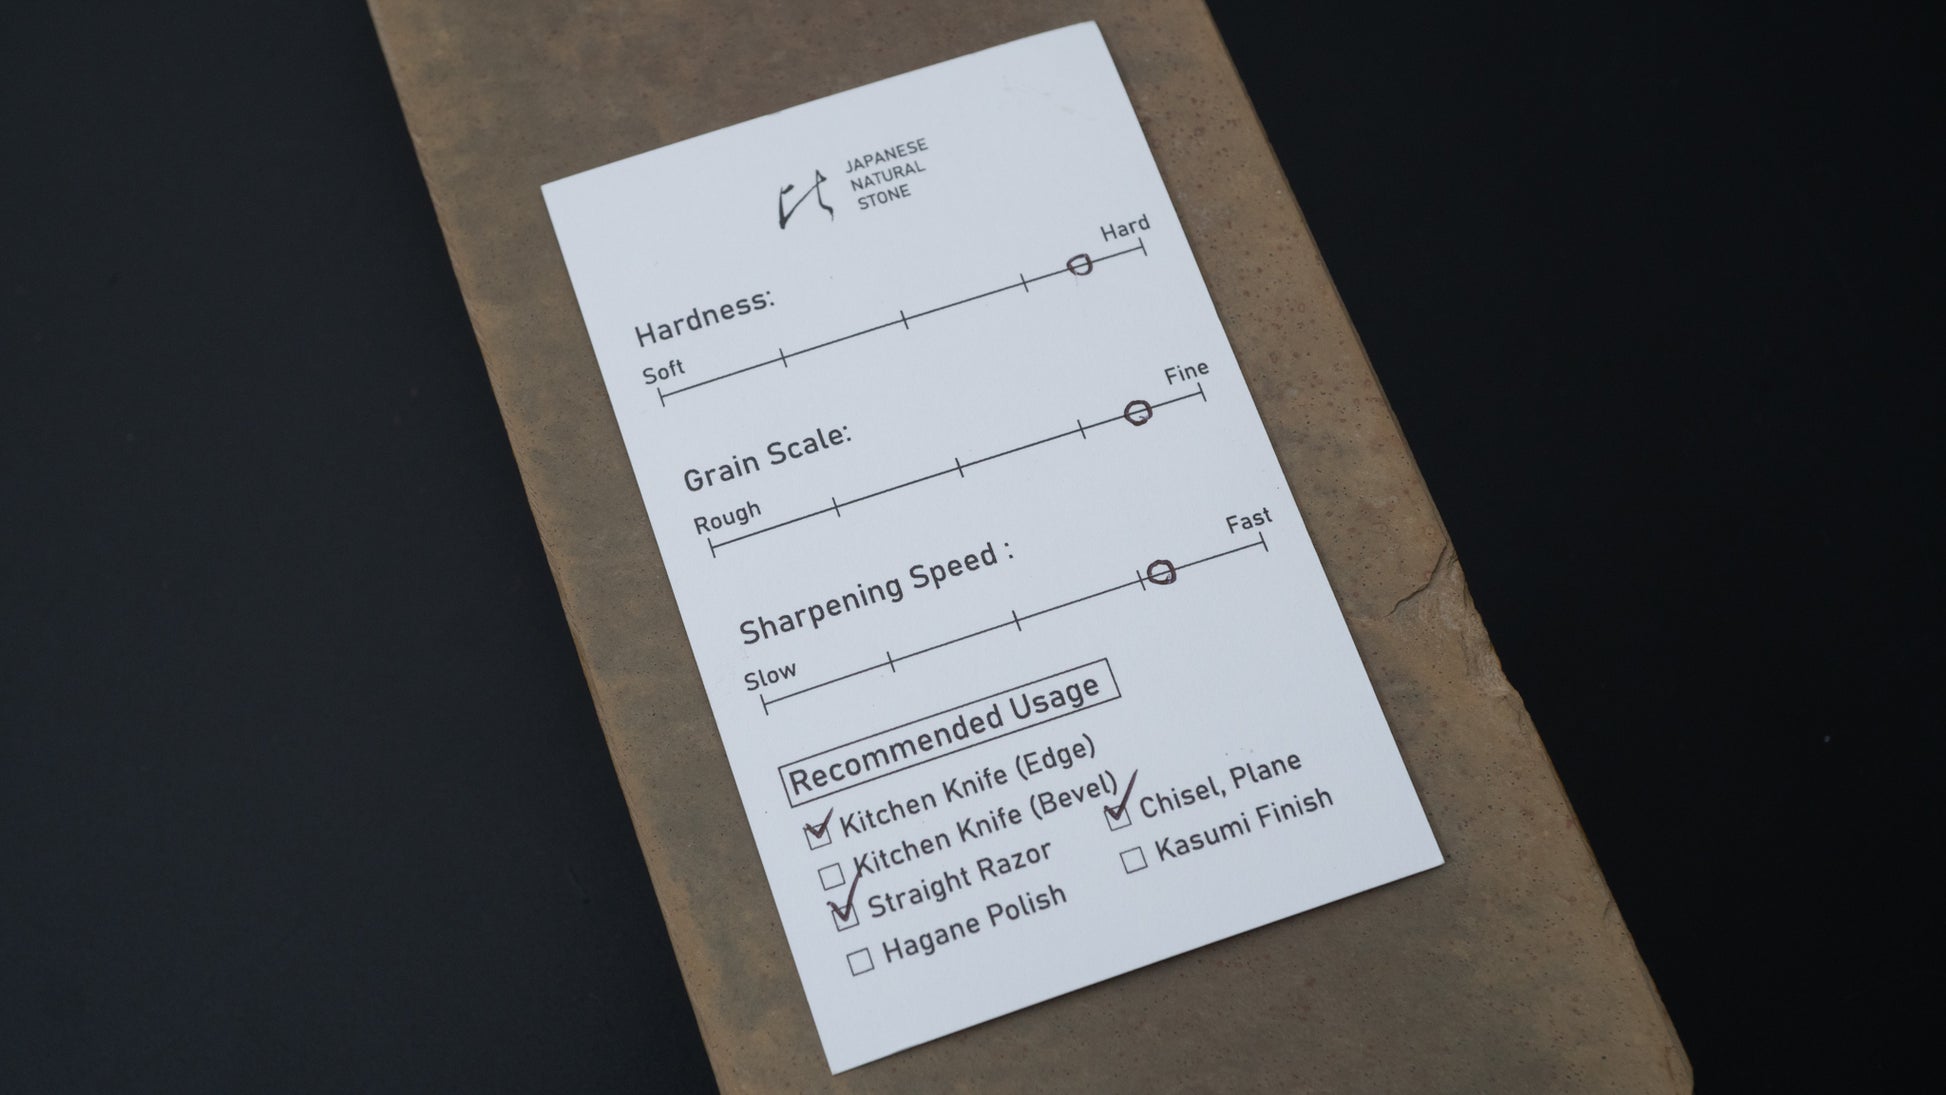 JAPANESE
NATURAL
STONE
Hardness:
Soft
Hard
Grain Scale:
Rough
Fine
Sharpening Speed :
Slow
Fast
Recommended Usage
Kitchen Knife (Edge)
Kitchen Knife (Bevel)
Straight Razor
Hagane Polish
Chisel, Plane
Kasumi Finish